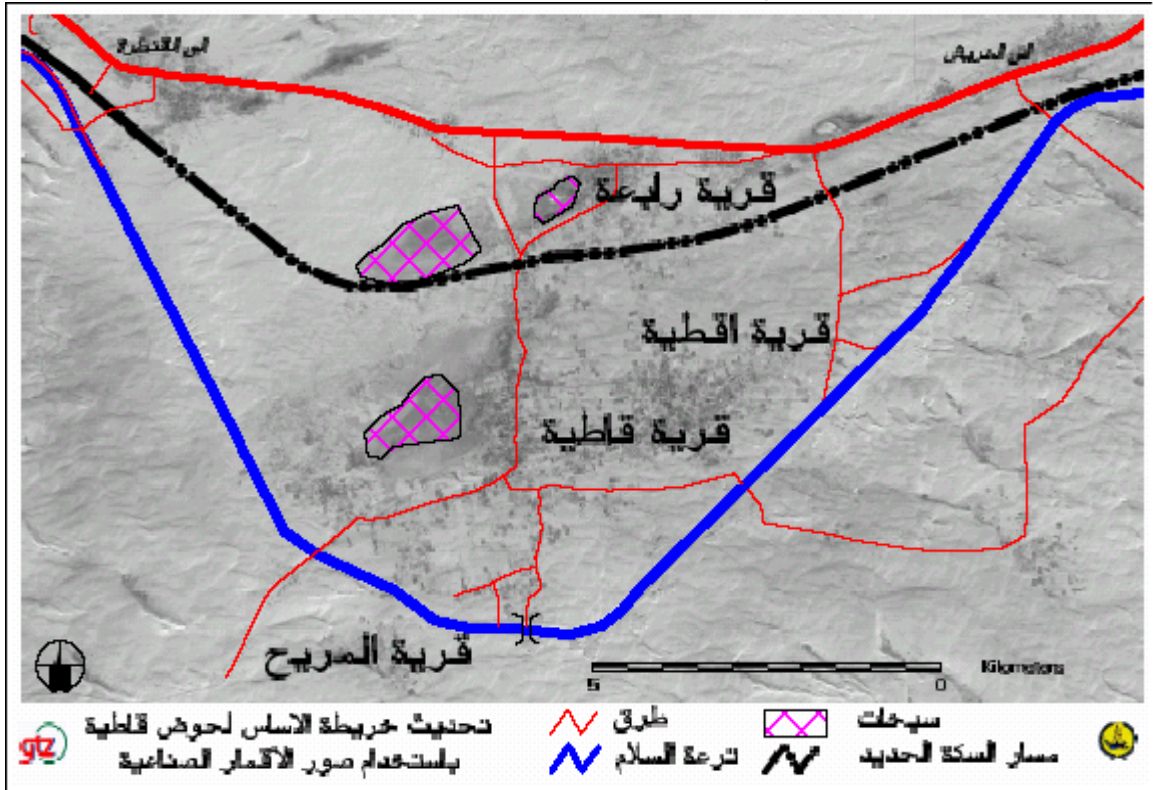 الى القنطرة
الى العريش
قرية رابعة
قرية اقطية
قرية قاطية
قرية المريح
Kilometers
5 0
سبخات
طرق
تحديث خريطة الاساس لحوض قاطية
مسار السكة الحديد
ترعة السلام
باستخدام صور الاقمار الصناعية
gtz